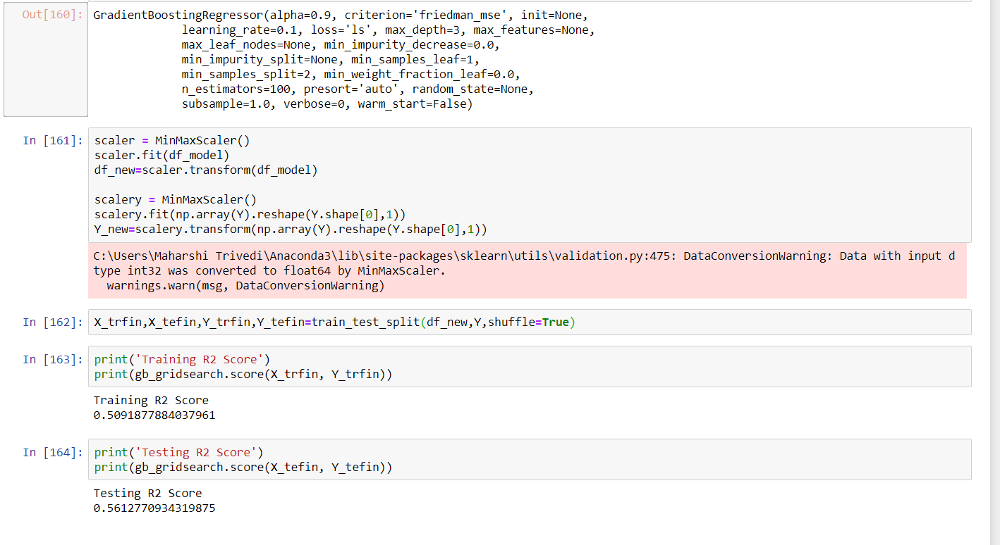 Out[160]: GradientBoostingRegressor(alpha=0.9, criterion='friedman_mse', init=None,
learning_rate=0.1, loss='ls', max_depth=3, max_features=None,
max_leaf_nodes=None, min_impurity_decrease=0.0,
min_impurity_split=None, min_samples_leaf=1,
min_samples_split=2, min_weight_fraction_leaf=0.0,
n_estimators=100, presort='auto', random_state=None,
subsample=1.0, verbose=0, warm_start=False)
In [161]: scaler = MinMaxScaler()
scaler.fit(df_model)
df_new=scaler.transform(df_model)
scalery = MinMaxScaler()
scalery.fit(np.array(Y).reshape(Y.shape[0],1))
Y_new=scalery.transform(np.array(Y).reshape(Y.shape[0],1))
C:\Users\Maharshi Trivedi\Anaconda3\lib\site-packages\sklearn\utils\validation.py:475: DataConversionWarning: Data with input d
type int32 was converted to float64 by MinMaxScaler.
warnings.warn(msg, DataConversionWarning)
In [162]: X_trfin,X_tefin,Y_trfin,Y_tefin=train_test_split(df_new,Y,shuffle=True)
In [163]: print('Training R2 Score')
print(gb_gridsearch.score(X_trfin, Y_trfin))
Training R2 Score
0.5091877884037961
In [164]: print('Testing R2 Score')
print(gb_gridsearch.score(X_tefin, Y_tefin))
Testing R2 Score
0.5612770934319875